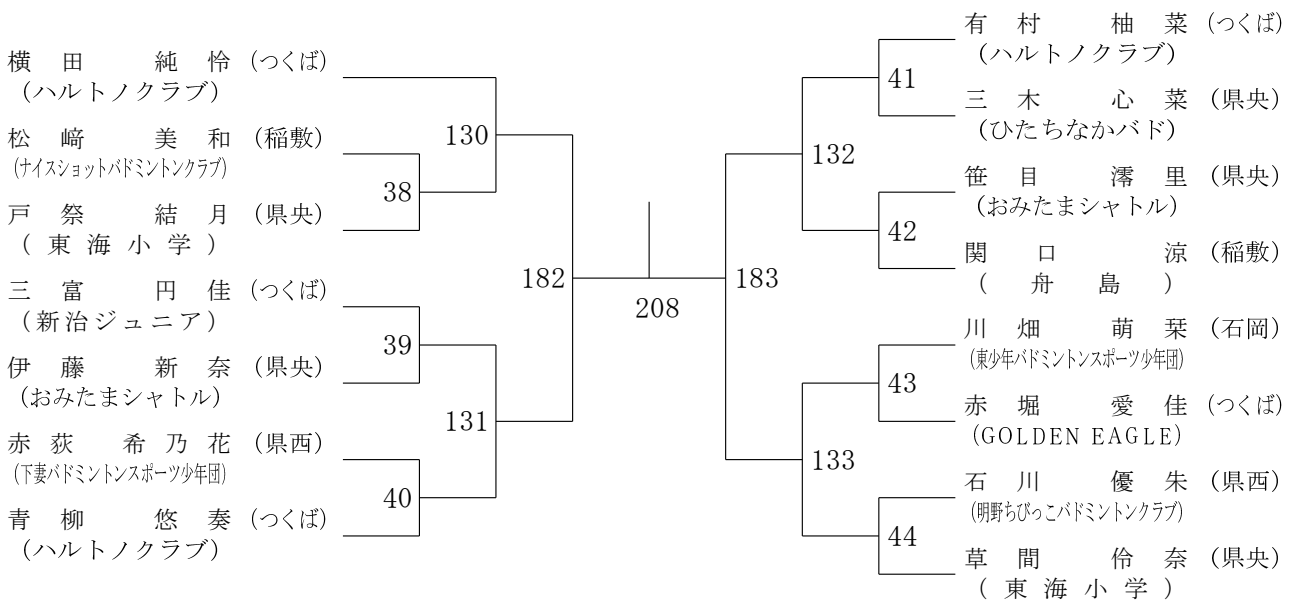 横田 純怜 (つくば)
(ハルトノクラブ)
松﨑 美和 (稲敷)
(ナイスショットバドミントンクラブ)
戸祭 結月 (県央)
(東海小学)
三富 円佳 (つくば)
(新治ジュニア)
伊藤 新奈 (県央)
(おみたまシャトル)
赤荻 希乃花 (県西)
(下妻バドミントンスポーツ少年団)
青柳 悠奏 (つくば)
(ハルトノクラブ)
130
38
182
39
131
40
208
183
132
41
42
43
133
44
有村 柚菜 (つくば)
(ハルトノクラブ)
三木 心菜 (県央)
(ひたちなかバド)
笹目 澪里 (県央)
(おみたまシャトル)
関口 涼 (稲敷)
(舟島)
川畑 萌栞 (石岡)
(東少年バドミントンスポーツ少年団)
赤堀 愛佳 (つくば)
(GOLDEN EAGLE)
石川 優朱 (県西)
(明野ちびっこバドミントンクラブ)
草間 伶奈 (県央)
(東海小学)